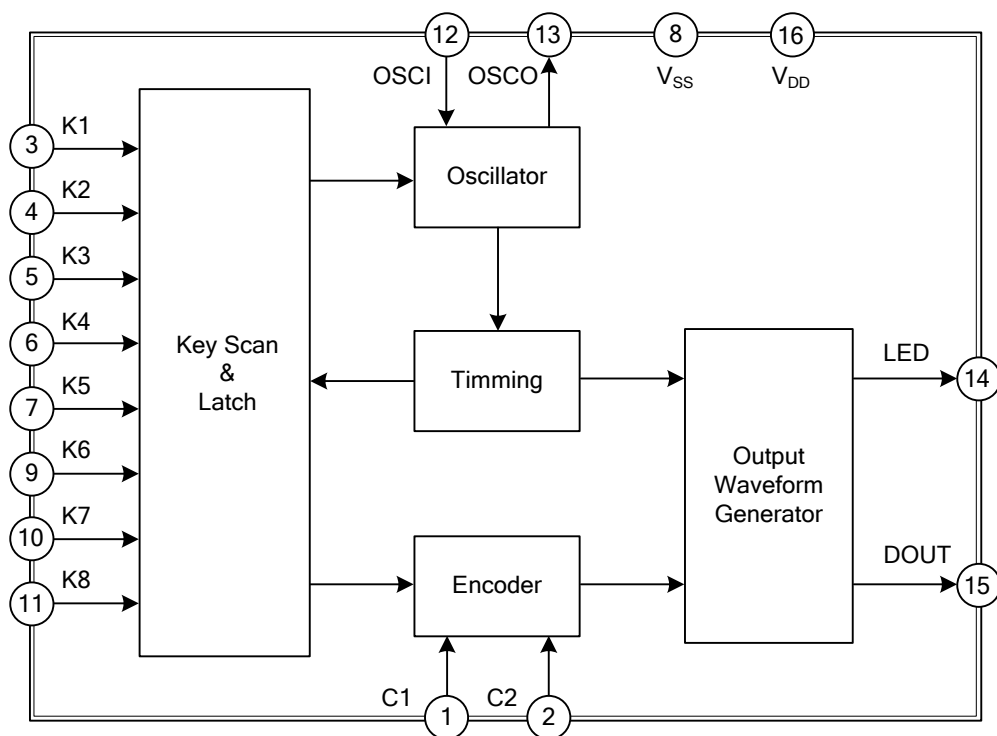 12
13
8
16
OSCI
OSCO
VSS
VDD
3
K1
4
K2
5
K3
6
K4
7
K5
9
K6
10
K7
11
K8
Key Scan
&
Latch
Oscillator
Timming
Encoder
Output
Waveform
Generator
LED
14
DOUT
15
C1
1
C2
2